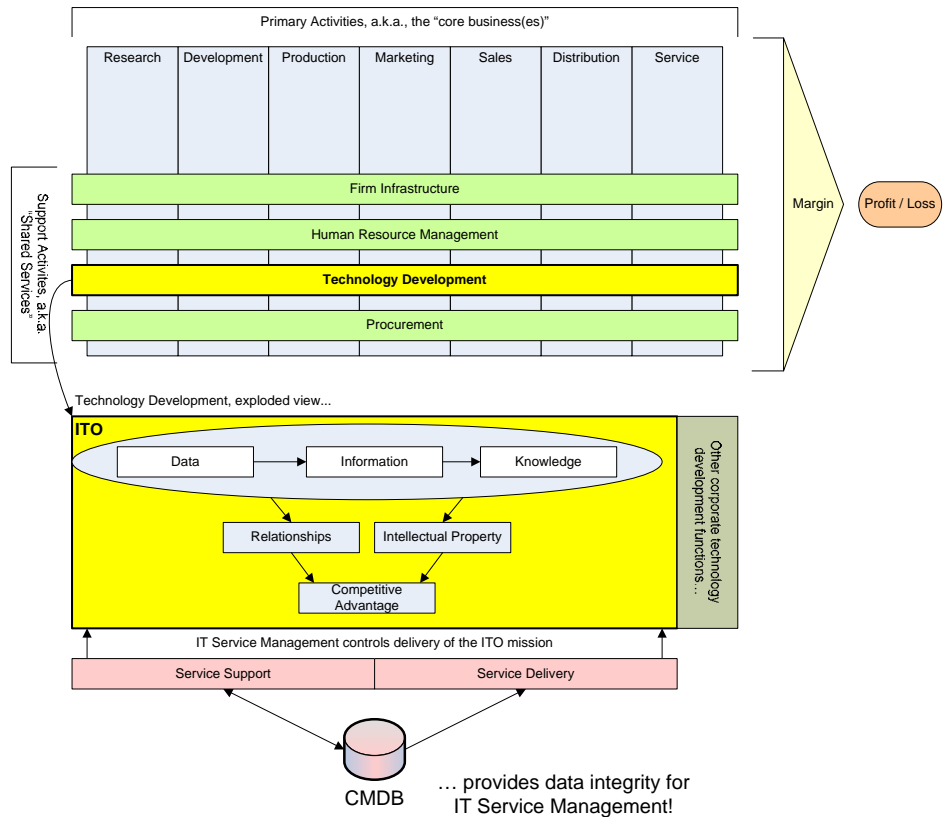 Primary Activities, a.k.a., the “core business(es)”
Research
Development
Production
Marketing
Sales
Distribution
Service
Support Activites, a.k.a.
“Shared Services”
Firm Infrastructure
Human Resource Management
Technology Development
Procurement
Margin
Profit / Loss
Technology Development, exploded view...
ITO
Data
Information
Knowledge
Relationships
Intellectual Property
Competitive
Advantage
Other corporate technology
development functions…
IT Service Management controls delivery of the ITO mission
Service Support
Service Delivery
CMDB
… provides data integrity for
IT Service Management!